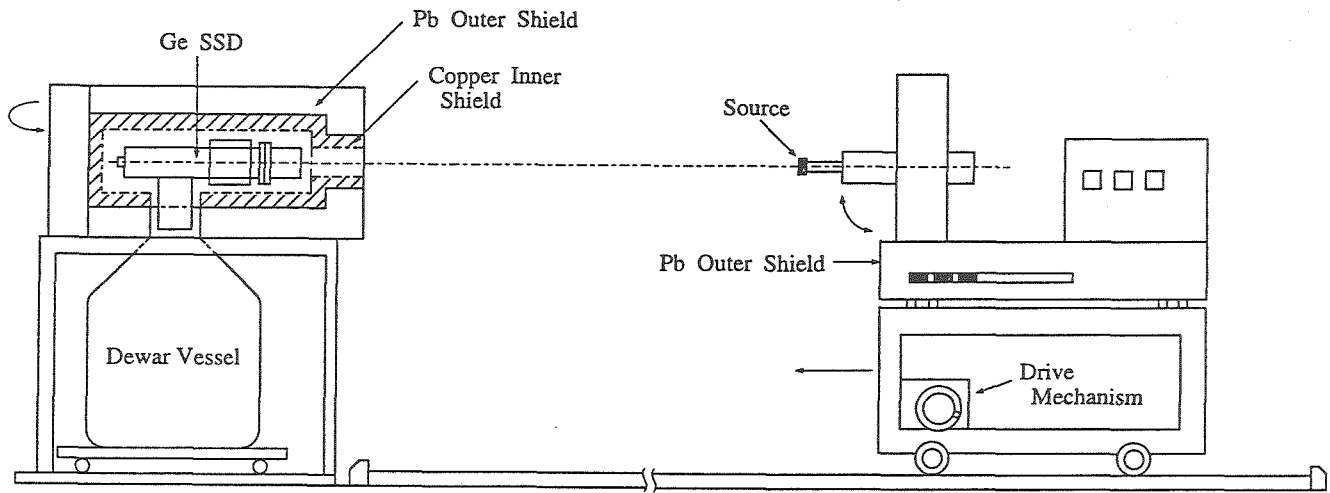 Pb Outer Shield
Ge SSD
Copper Inner
Shield
Source
Pb Outer Shield
Dewar Vessel
Drive
Mechanism